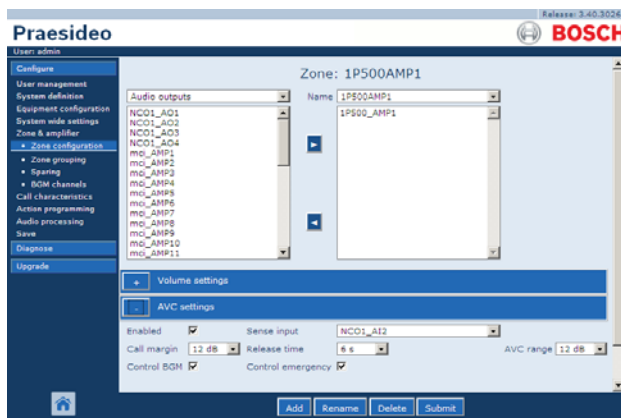 Release: 3.40.3026
Praesideo
BOSCH
User: admin
Configure
User management
System definition
Equipment configuration
System wide settings
Zone & amplifier
Zone configuration
Zone grouping
Sparing
BGM channels
Call characteristics
Action programming
Audio processing
Save
Diagnose
Upgrade
Zone: 1P500AMP1
Audio outputs
Name 1P500AMP1
NCO1_AO1
NCO1_AO2
NCO1_AO3
NCO1_AO4
mci_AMP1
mci_AMP2
mci_AMP3
mci_AMP4
mci_AMP5
mci_AMP6
mci_AMP7
mci_AMP8
mci_AMP9
mci_AMP10
mci_AMP11
1P500_AMP1
+ Volume settings
- AVC settings
Enabled Sense input NCO1_AI2
Call margin 12 dB Release time 6 s AVC range 12 dB
Control BGM Control emergency
Add Rename Delete Submit